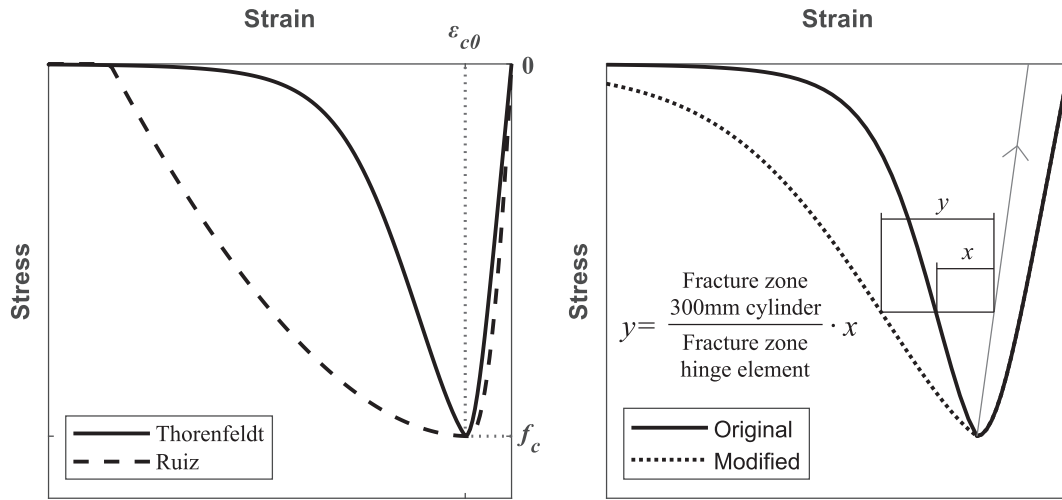 Strain
ε_c0
0
Stress
f_c
Thorenfeldt
Ruiz
Strain
Stress
y
x
Fracture zone
300mm cylinder
y= · x
Fracture zone
hinge element
Original
Modified